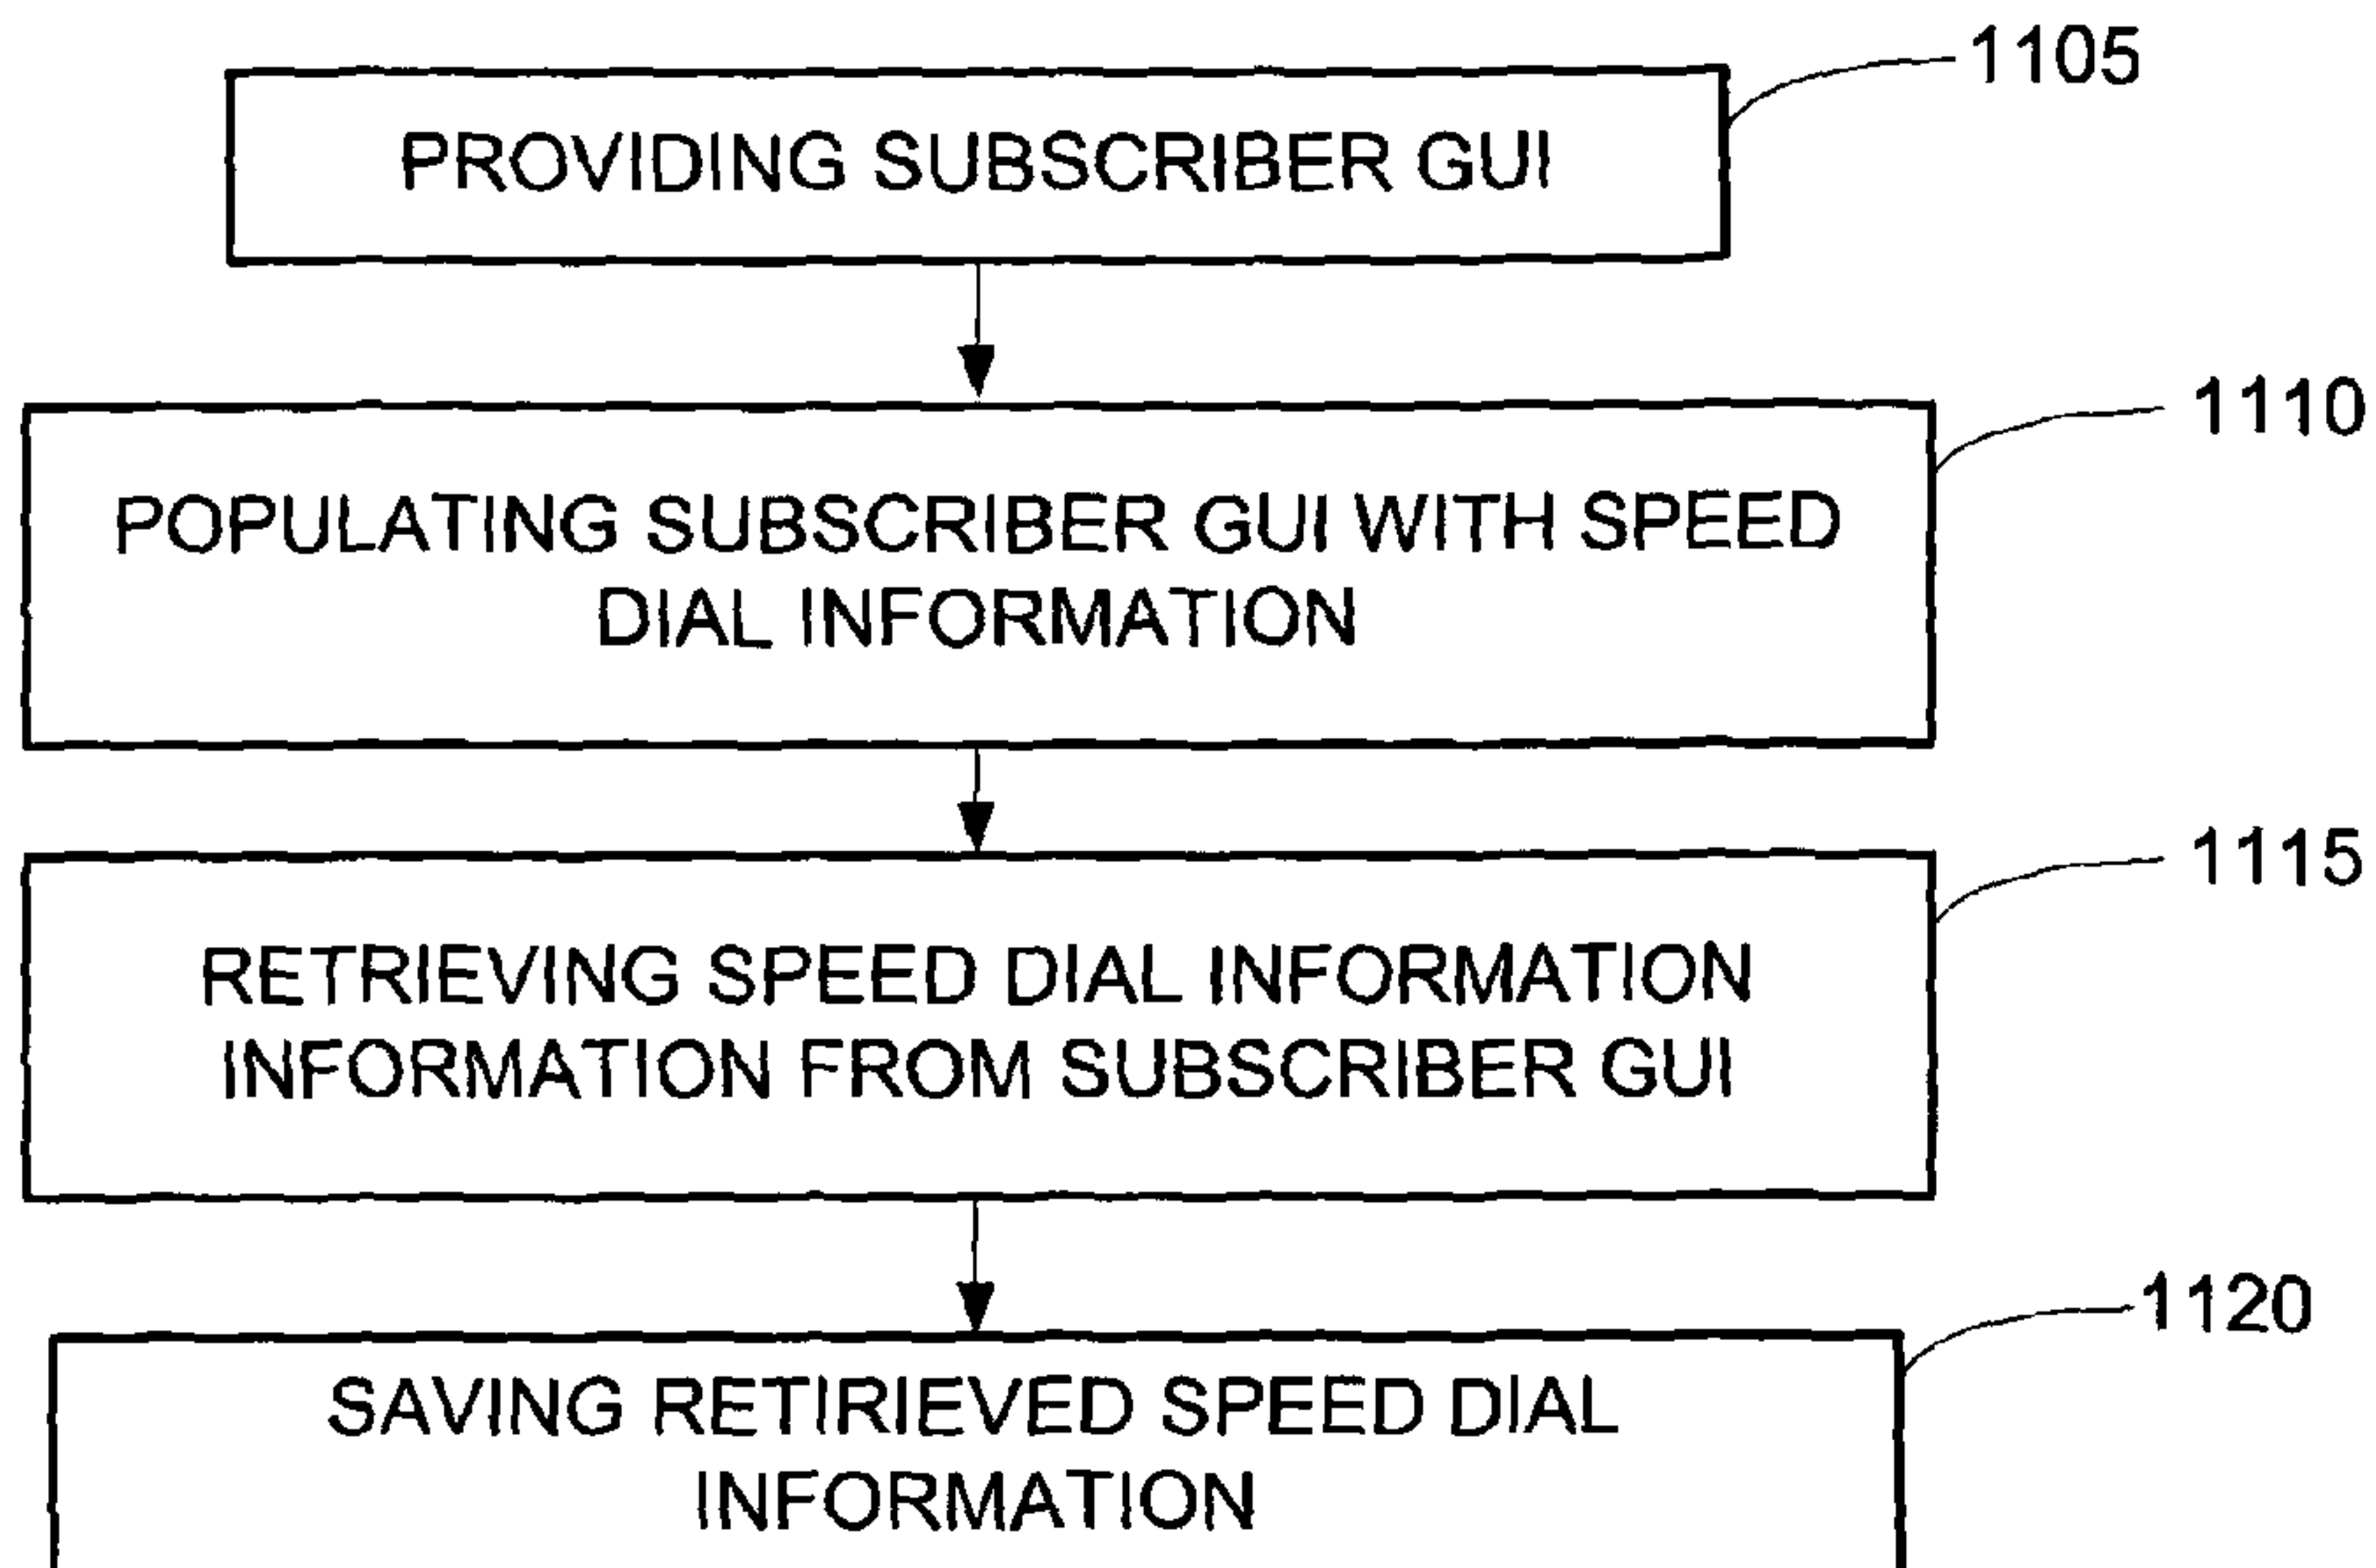 1105
PROVIDING SUBSCRIBER GUI
1110
POPULATING SUBSCRIBER GUI WITH SPEED
DIAL INFORMATION
1115
RETRIEVING SPEED DIAL INFORMATION
INFORMATION FROM SUBSCRIBER GUI
1120
SAVING RETIRIEVED SPEED DIAL
INFORMATION